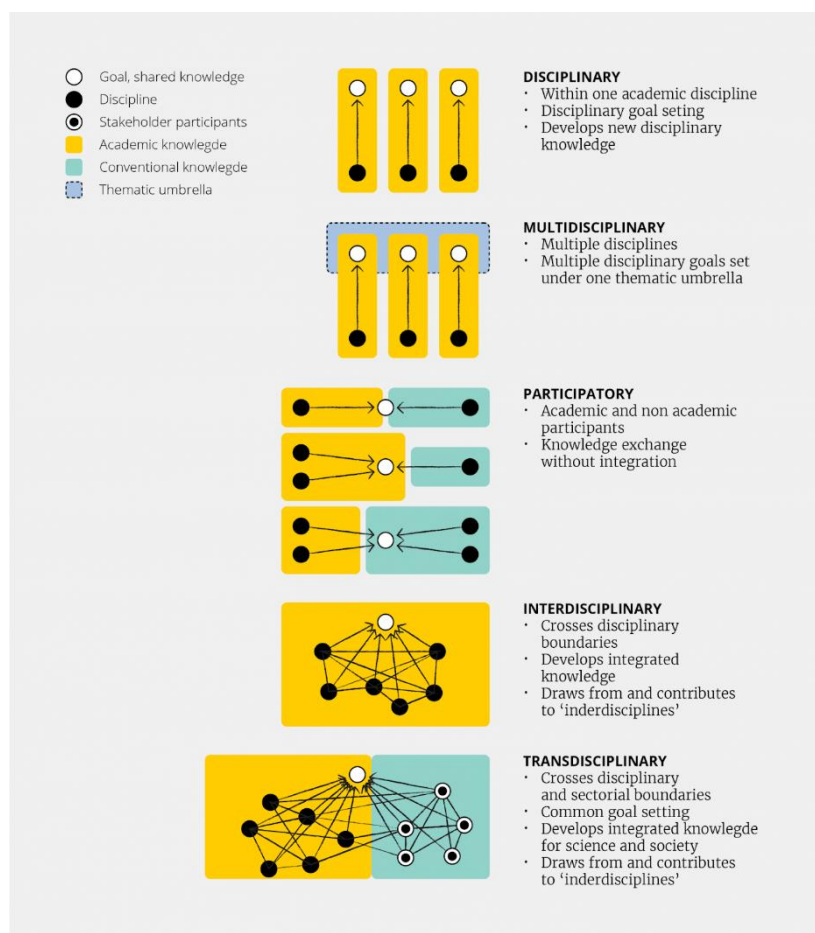 Goal, shared knowledge
Discipline
Stakeholder participants
Academic knowlegde
Conventional knowlegde
Thematic umbrella
DISCIPLINARY
· Within one academic discipline
· Disciplinary goal seting
· Develops new disciplinary
knowledge
MULTIDISCIPLINARY
· Multiple disciplines
· Multiple disciplinary goals set
under one thematic umbrella
PARTICIPATORY
· Academic and non academic
participants
· Knowledge exchange
without integration
INTERDISCIPLINARY
· Crosses disciplinary
boundaries
· Develops integrated
knowledge
· Draws from and contributes
to ‘inderdisciplines’
TRANSDISCIPLINARY
· Crosses disciplinary
and sectorial boundaries
· Common goal setting
· Develops integrated knowlegde
for science and society
· Draws from and contributes
to ‘inderdisciplines’